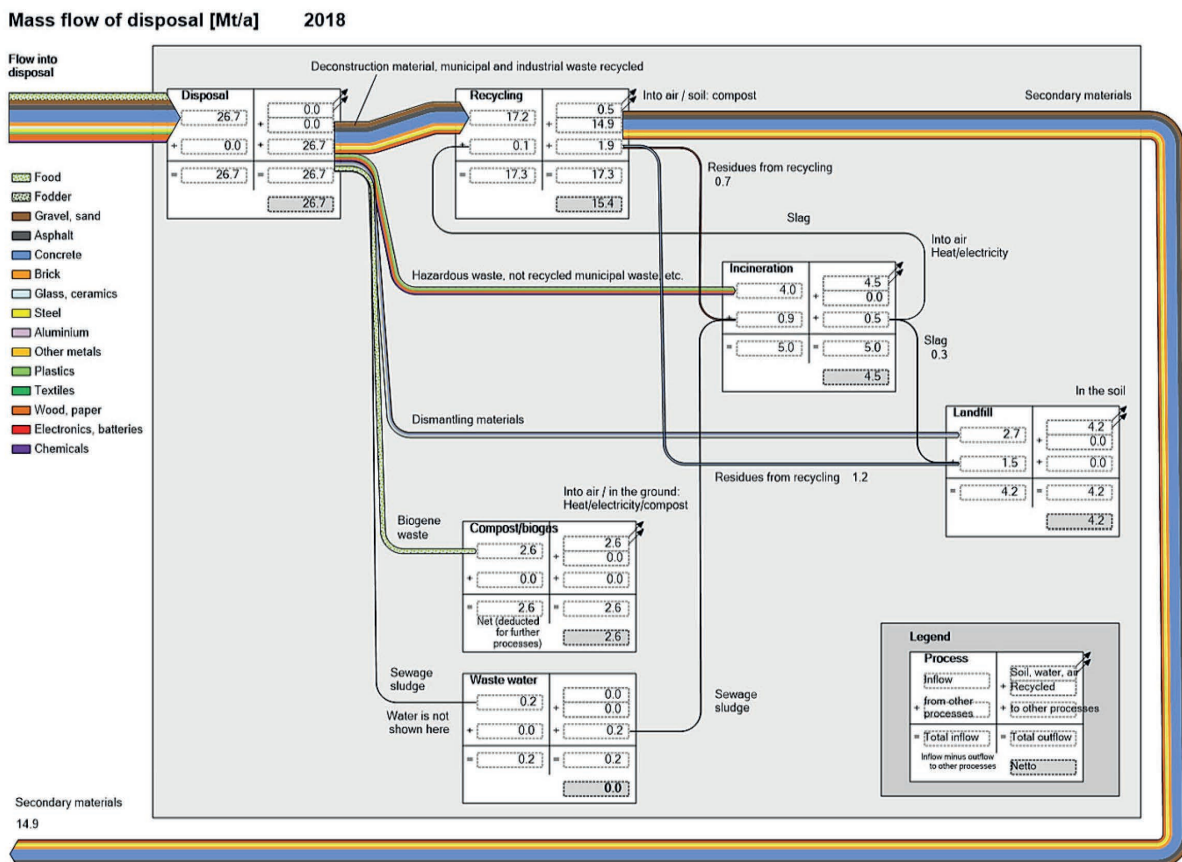 Mass flow of disposal [Mt/a] 2018
Flow into
disposal
Deconstruction material, municipal and industrial waste recycled
Disposal
26.7
0.0
+ 0.0
+ 0.0
+ 26.7
= 26.7
= 26.7
26.7
Recycling
17.2
0.5
+ 14.9
+ 0.1
+ 1.9
= 17.3
= 17.3
15.4
Into air / soil: compost
Secondary materials
Residues from recycling
0.7
Slag
Into air
Heat/electricity
Food
Fodder
Gravel, sand
Asphalt
Concrete
Brick
Glass, ceramics
Steel
Aluminium
Other metals
Plastics
Textiles
Wood, paper
Electronics, batteries
Chemicals
Hazardous waste, not recycled municipal waste, etc.
Incineration
4.0
4.5
+ 0.0
+ 0.9
+ 0.5
= 5.0
= 5.0
4.5
Slag
0.3
In the soil
Dismantling materials
Landfill
2.7
4.2
+ 0.0
+ 1.5
+ 0.0
= 4.2
= 4.2
4.2
Residues from recycling 1.2
Into air / in the ground:
Heat/electricity/compost
Biogene
waste
Compost/biogas
2.6
2.6
+ 0.0
+ 0.0
+ 0.0
= 2.6
= 2.6
Net (deducted
for further
processes)
2.6
Sewage
sludge
Water is not
shown here
Waste water
0.2
0.0
+ 0.0
+ 0.0
+ 0.2
= 0.2
= 0.2
0.0
Sewage
sludge
Legend
Process
Inflow
Soil, water, air
+ Recycled
+ from other
processes
+ to other processes
= Total inflow
= Total outflow
Inflow minus outflow
to other processes
Netto
Secondary materials
14.9